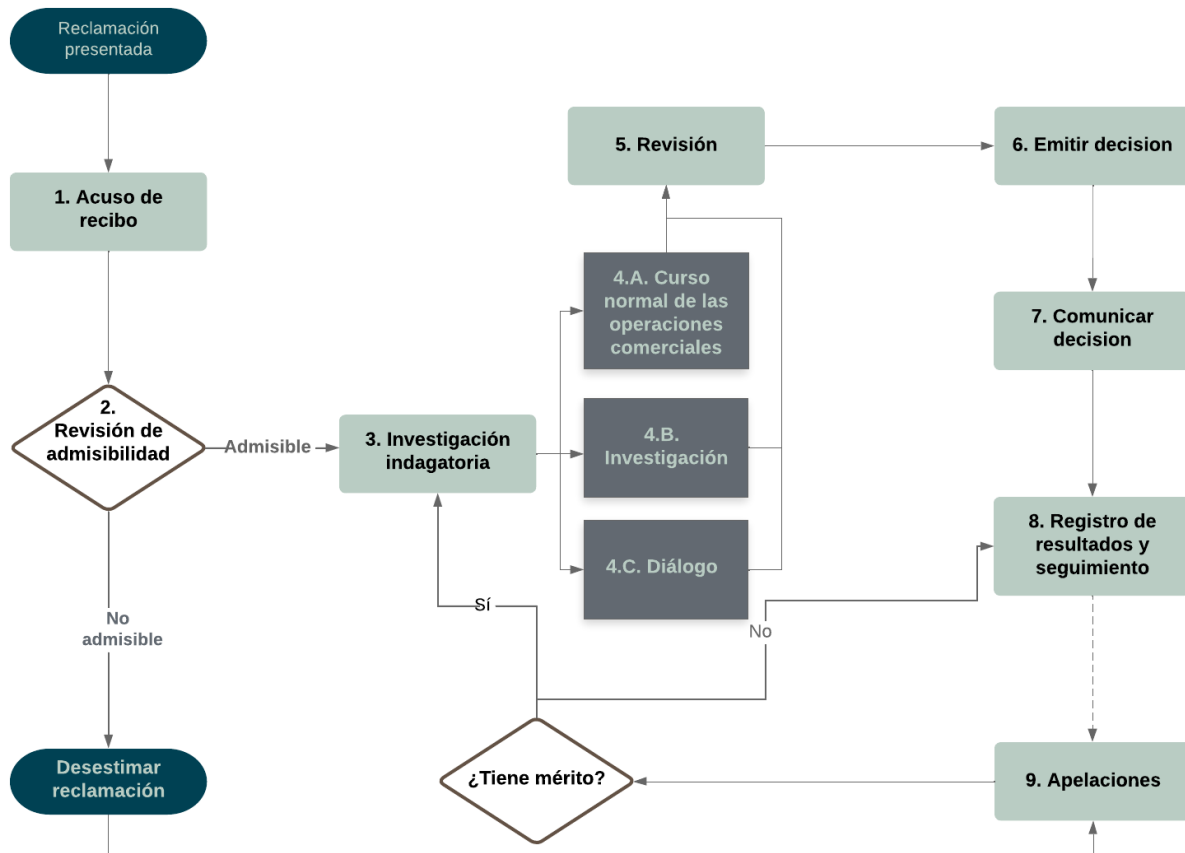 Reclamación
presentada
1. Acuso de
recibo
2.
Revisión de
admisibilidad
Admisible
No
admisible
Desestimar
reclamación
3. Investigación
indagatoria
4.A. Curso
normal de las
operaciones
comerciales
4.B.
Investigación
4.C. Diálogo
5. Revisión
6. Emitir decision
7. Comunicar
decision
8. Registro de
resultados y
seguimiento
9. Apelaciones
¿Tiene mérito?
Sí
No